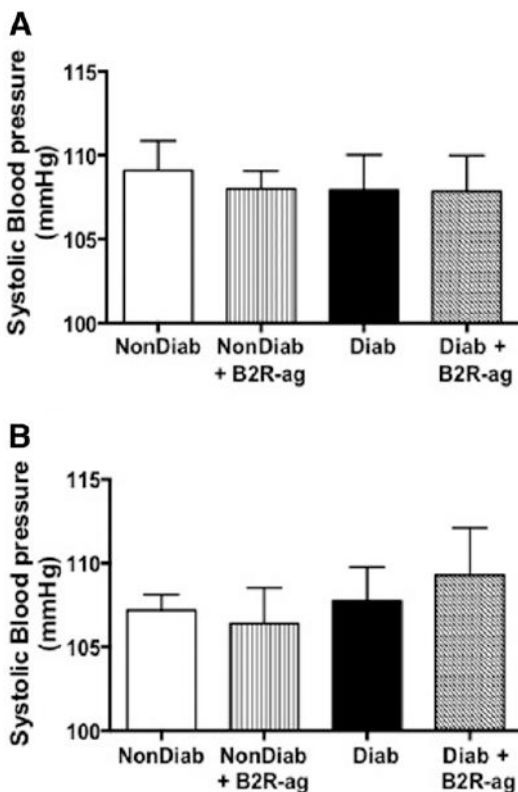 A
Systolic Blood pressure
(mmHg)
115
110
105
100
NonDiab
NonDiab
+ B2R-ag
Diab
Diab +
B2R-ag
B
Systolic Blood pressure
(mmHg)
115
110
105
100
NonDiab
NonDiab
+ B2R-ag
Diab
Diab +
B2R-ag